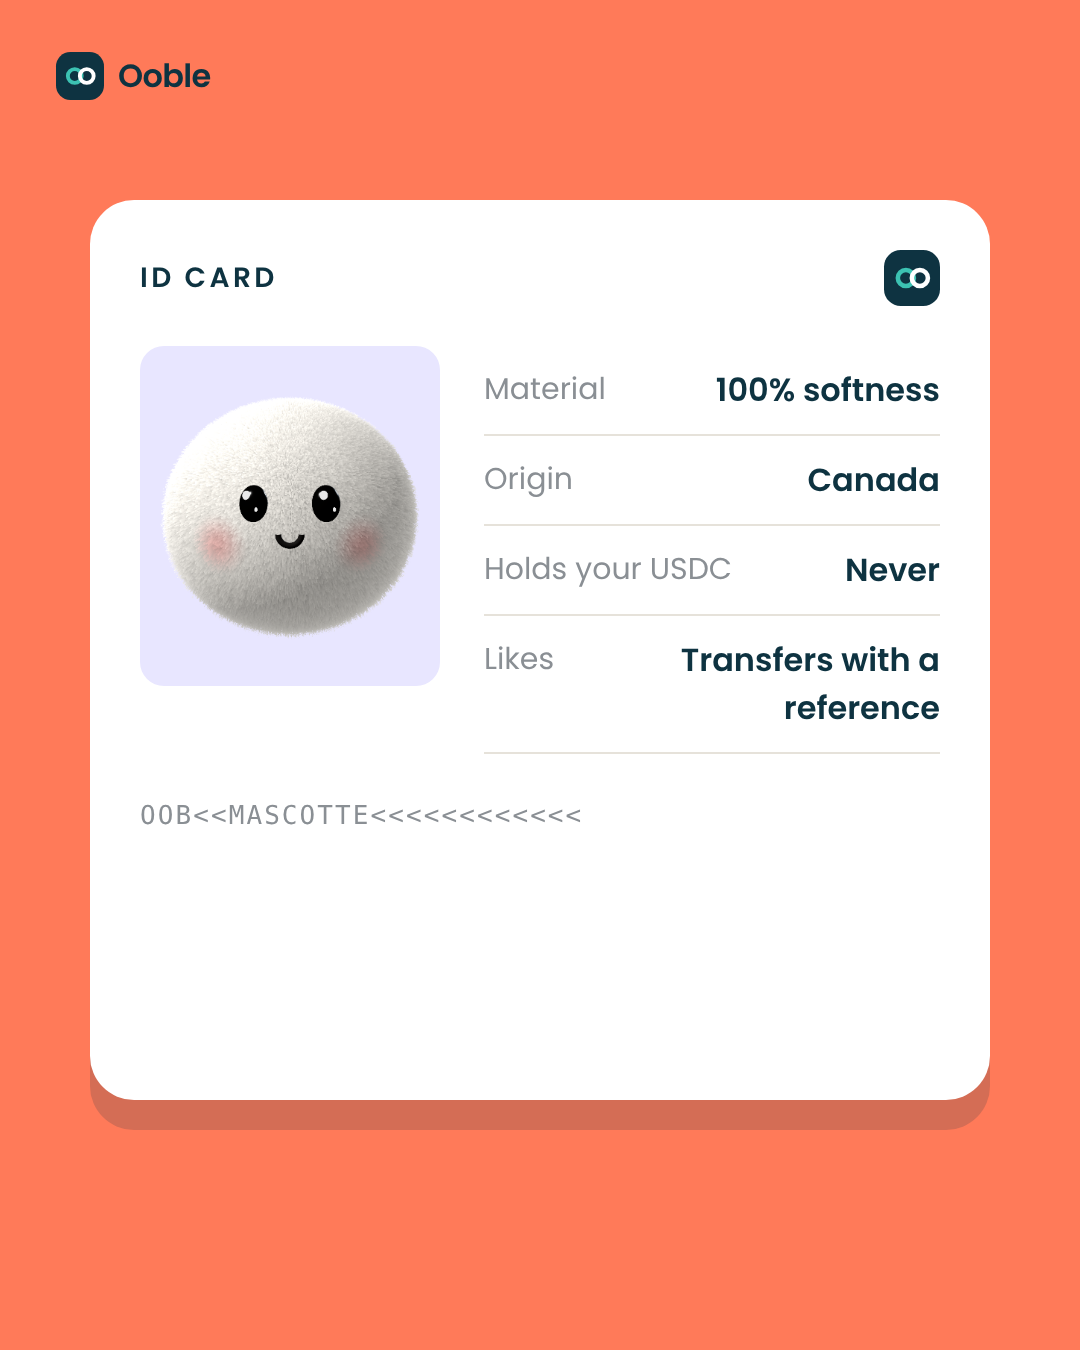 Ooble
ID CARD
Material 100% softness
Origin Canada
Holds your USDC Never
Likes Transfers with a
reference
OOB<<MASCOTTE<<<<<<<<<<<<